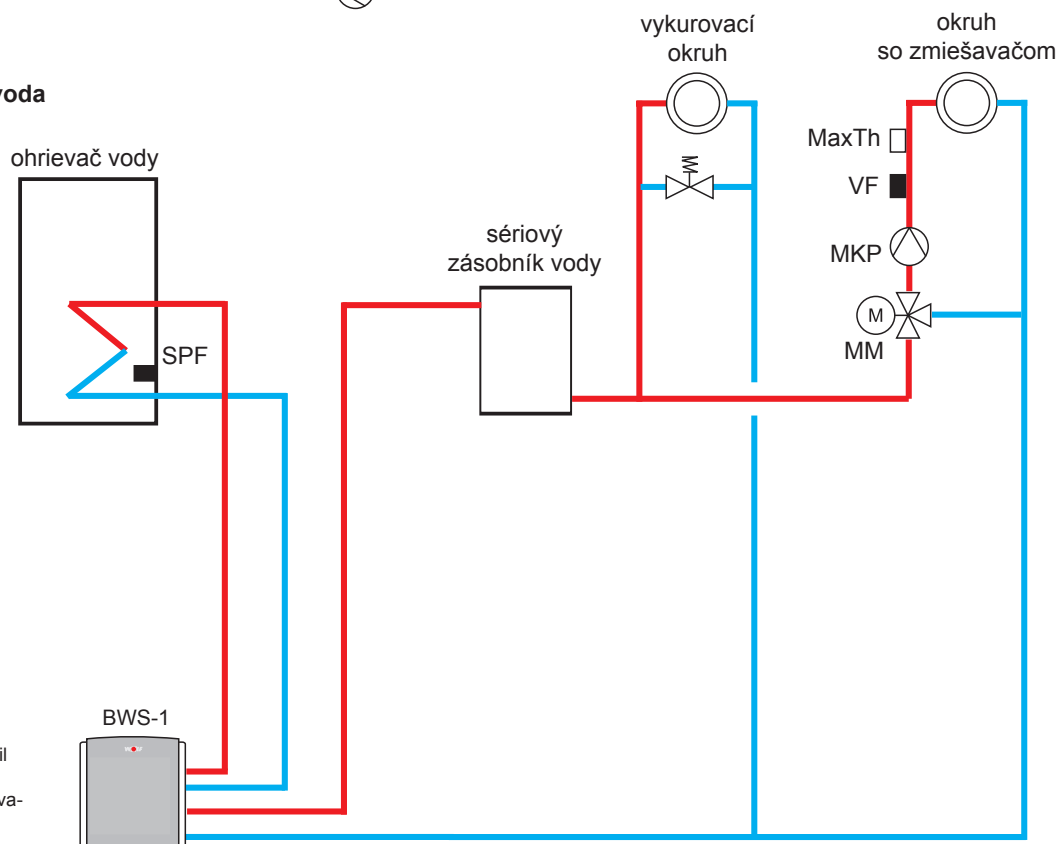 vykurovací
okruh
okruh
so zmiešavačom
voda
ohrievač vody
MaxTh
VF
sériový
zásobník vody
MKP
M
MM
SPF
BWS-1
il
va-